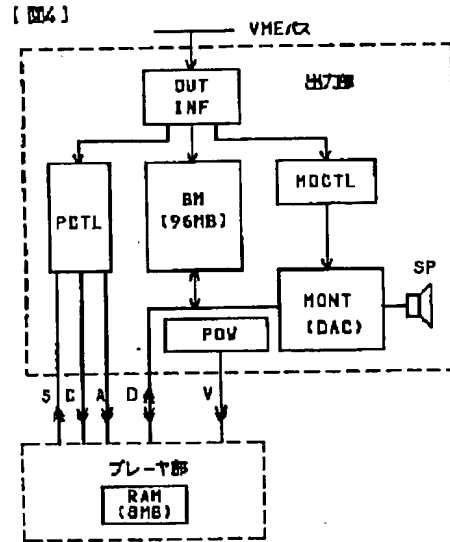 【図4】
VMEバス
出力部
OUT
INF
PCTL
BM
(96MB)
MOCTL
MONT
(DAC)
SP
POW
S C A D V
プレーヤ部
RAM
(8MB)